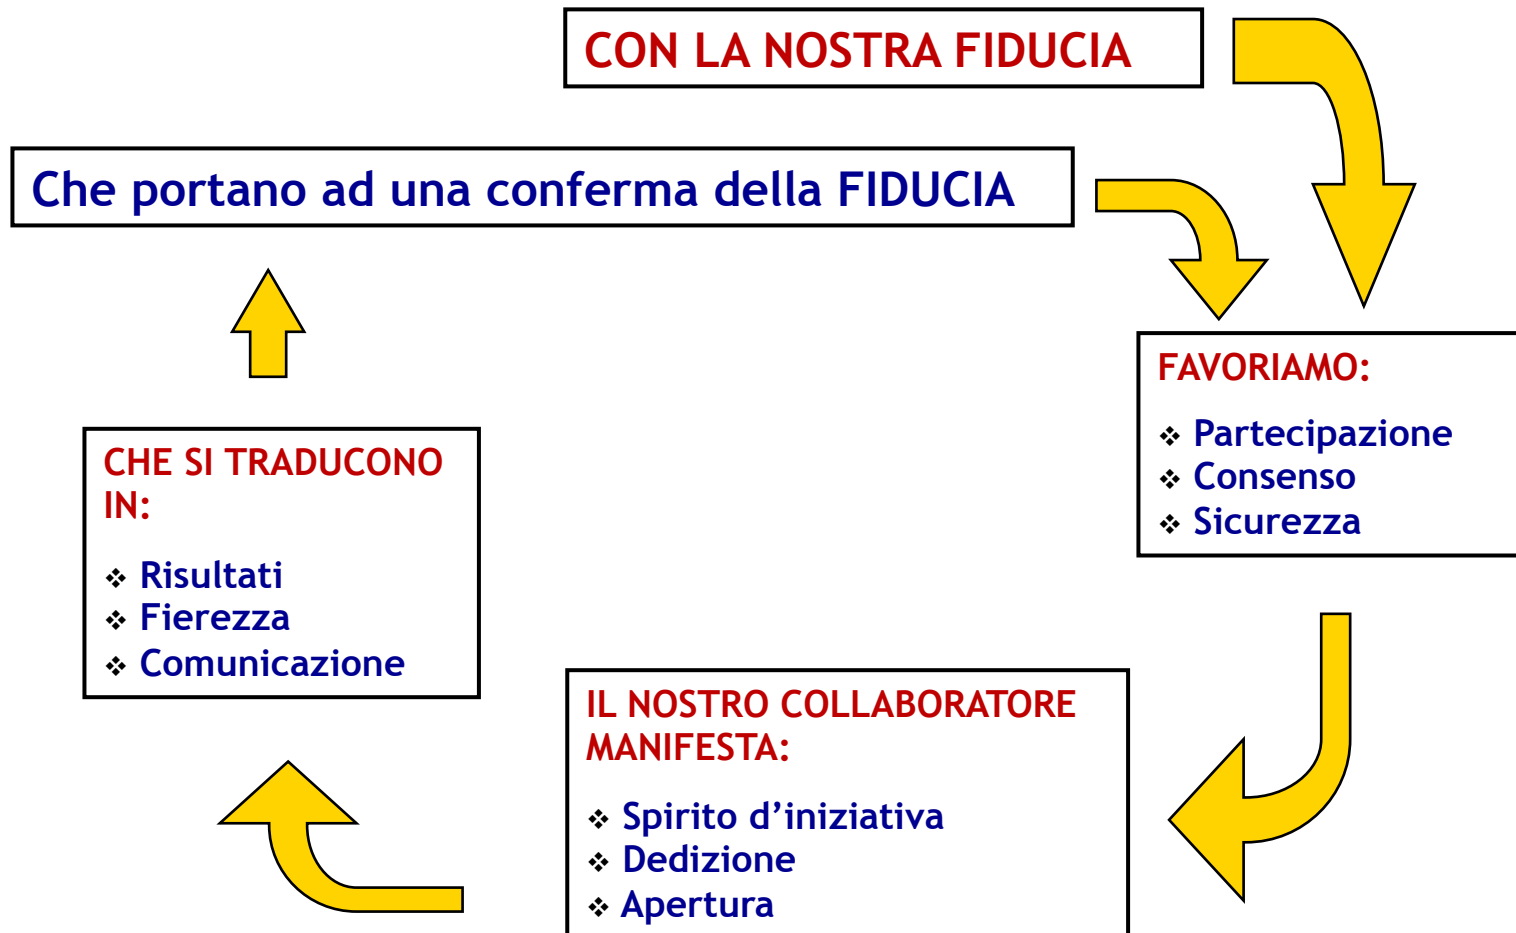 CON LA NOSTRA FIDUCIA
Che portano ad una conferma della FIDUCIA
FAVORIAMO:
❖ Partecipazione
❖ Consenso
❖ Sicurezza
IL NOSTRO COLLABORATORE
MANIFESTA:
❖ Spirito d’iniziativa
❖ Dedizione
❖ Apertura
CHE SI TRADUCONO
IN:
❖ Risultati
❖ Fierezza
❖ Comunicazione